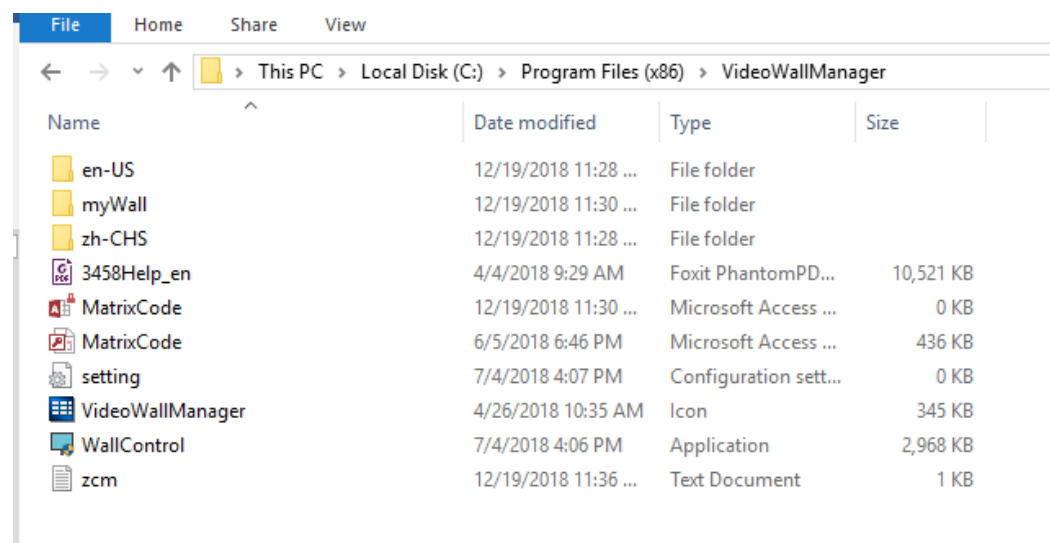 File Home Share View
This PC > Local Disk (C:) > Program Files (x86) > VideoWallManager
Name Date modified Type Size
en-US 12/19/2018 11:28 ... File folder
myWall 12/19/2018 11:30 ... File folder
zh-CHS 12/19/2018 11:28 ... File folder
3458Help_en 4/4/2018 9:29 AM Foxit PhantomPD... 10,521 KB
MatrixCode 12/19/2018 11:30 ... Microsoft Access ... 0 KB
MatrixCode 6/5/2018 6:46 PM Microsoft Access ... 436 KB
setting 7/4/2018 4:07 PM Configuration sett... 0 KB
VideoWallManager 4/26/2018 10:35 AM Icon 345 KB
WallControl 7/4/2018 4:06 PM Application 2,968 KB
zcm 12/19/2018 11:36 ... Text Document 1 KB